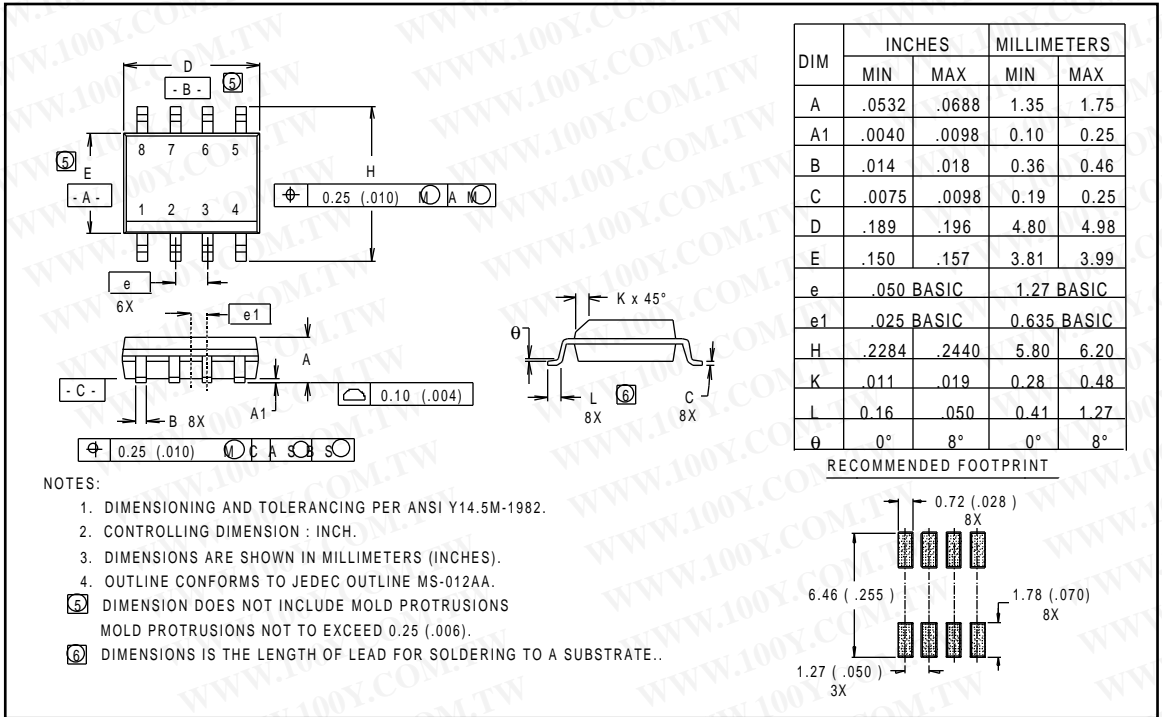 D
- B -
5
8 7 6 5
5
E
- A -
H
0.25 (.010) M A M
1 2 3 4
e
6X
e1
A
- C -
A1
B 8X
0.10 (.004)
0.25 (.010) M C A S B S
K x 45°
θ
L
8X
6
C
8X
DIM INCHES MILLIMETERS
MIN MAX MIN MAX
A .0532 .0688 1.35 1.75
A1 .0040 .0098 0.10 0.25
B .014 .018 0.36 0.46
C .0075 .0098 0.19 0.25
D .189 .196 4.80 4.98
E .150 .157 3.81 3.99
e .050 BASIC 1.27 BASIC
e1 .025 BASIC 0.635 BASIC
H .2284 .2440 5.80 6.20
K .011 .019 0.28 0.48
L 0.16 .050 0.41 1.27
θ 0° 8° 0° 8°
RECOMMENDED FOOTPRINT
0.72 (.028 )
8X
6.46 ( .255 )
1.78 (.070)
8X
1.27 ( .050 )
3X
NOTES:
1. DIMENSIONING AND TOLERANCING PER ANSI Y14.5M-1982.
2. CONTROLLING DIMENSION : INCH.
3. DIMENSIONS ARE SHOWN IN MILLIMETERS (INCHES).
4. OUTLINE CONFORMS TO JEDEC OUTLINE MS-012AA.
5 DIMENSION DOES NOT INCLUDE MOLD PROTRUSIONS
MOLD PROTRUSIONS NOT TO EXCEED 0.25 (.006).
6 DIMENSIONS IS THE LENGTH OF LEAD FOR SOLDERING TO A SUBSTRATE..
WWW.100Y.COM.TW